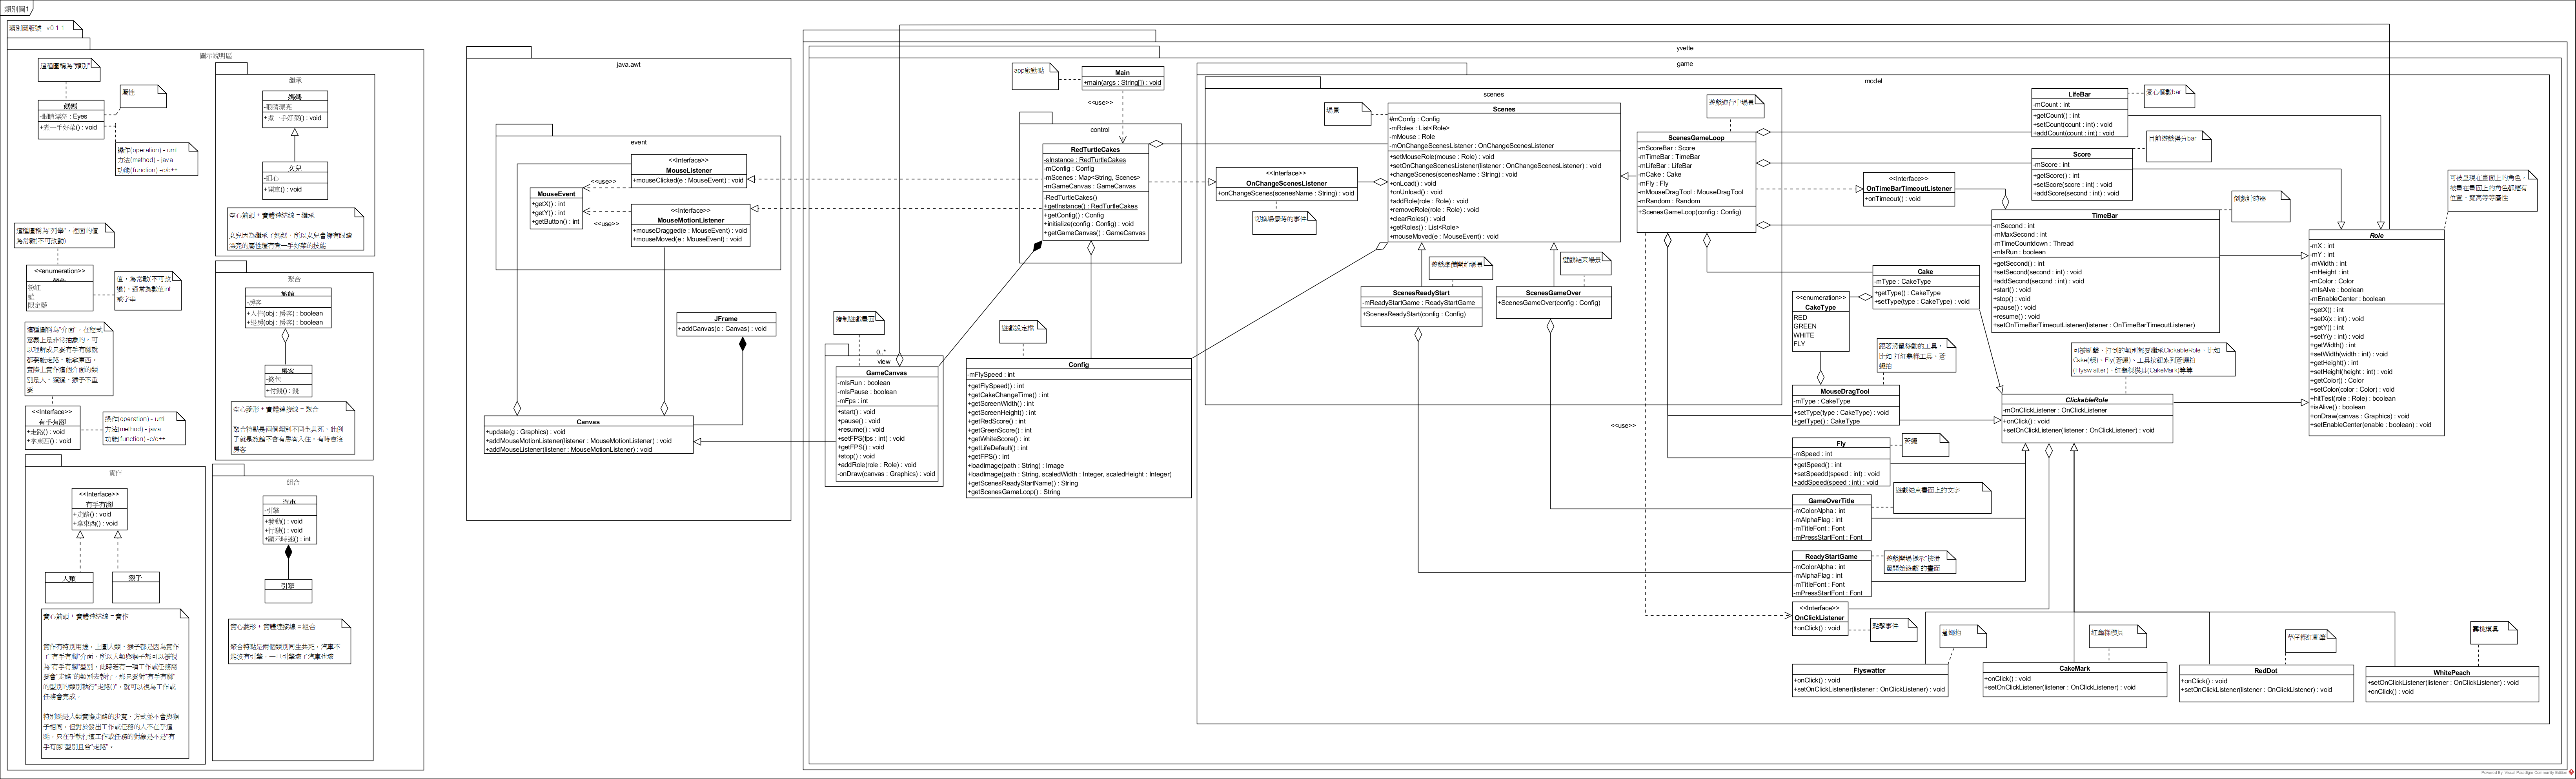 類別圖1
類別圖版號 v0.1.1
圖示說明區
這種圖稱為"類別"
屬性
媽媽
-眼睛漂亮 : Eyes
+煮一手好菜() : void
操作(operation) - uml
方法(method) - java
功能(function) -c/c++
繼承
媽媽
-眼睛漂亮
+煮一手好菜() : void
女兒
+開車() : void
空心箭頭 + 實體連結線 = 繼承
女兒因為繼承了媽媽，所以女兒會擁有眼睛
漂亮的屬性還有煮一手好菜的技能
這種圖稱為"列舉"，裡面的值
為常數(不可改動)
<<enumeration>>
粉紅
藍
限定藍
值，為常數(不可改
變)，通常為數值int
或字串
聚合
-房客
+入住(obj : 房客) : boolean
+退房(obj : 房客) : boolean
房客
-錢包
+付錢() : 錢
空心菱形 + 實體連接線 = 聚合
聚合特點是兩個類別不同生共死，此例
子就是旅館不會有房客入住，有時會沒
房客
這種圖稱為"介面"，在程式
意義上是非常抽象的，可
以理解成只要有手有腳就
都要能走路、能拿東西，
實際上實作這個介面的類
別是人、猩猩、猴子不重
要
<<Interface>>
有手有腳
+走路() : void
+拿東西() : void
操作(operation) - uml
方法(method) - java
功能(function) -c/c++
實作
<<Interface>>
有手有腳
+走路() : void
+拿東西() : void
人類
猴子
實心箭頭 + 實體連結線 = 實作
實作有特別用途，上圖人類、猴子都是因為實作
了"有手有腳"介面，所以人類與猴子都可以被視
為"有手有腳"型別，此時若有一項工作或任務需
要會"走路"的類別去執行，那只要對"有手有腳"
的型別的類別執行"走路()"，就可以視為工作或
任務會完成。
特別點是人類實際走路的步寬、方式並不會與猴
子相同，但對於發出工作或任務的人不在乎這
點，只在乎執行這工作或任務的對象是不是"有
手有腳"型別且會"走路"。
組合
汽車
-引擎
+發動() : void
+行駛() : void
+顯示時速() : int
引擎
實心菱形 + 實體連接線 = 組合
聚合特點是兩個類別同生共死，汽車不
能沒有引擎，一旦引擎壞了汽車也壞
java.awt
event
<<Interface>>
MouseListener
+mouseClicked(e : MouseEvent) : void
<<use>>
MouseEvent
+getX() : int
+getY() : int
+getButton() : int
<<use>>
<<Interface>>
MouseMotionListener
+mouseDragged(e : MouseEvent) : void
+mouseMoved(e : MouseEvent) : void
JFrame
+addCanvas(c : Canvas) : void
Canvas
+update(g : Graphics) : void
+addMouseMotionListener(listener : MouseMotionListener) : void
+addMouseListener(listener : MouseMotionListener) : void
yvette
game
app啟動點
Main
+main(args : String[]) : void
<<use>>
control
RedTurtleCakes
-sInstance : RedTurtleCakes
-mConfig : Config
-mScenes : Map<String, Scenes>
-mGameCanvas : GameCanvas
-RedTurtleCakes()
+getInstance() : RedTurtleCakes
+getConfig() : Config
+initialize(config : Config) : void
+getGameCanvas() : GameCanvas
繪製遊戲畫面
0..*
view
GameCanvas
-mIsRun : boolean
-mIsPause : boolean
-mFps : int
+start() : void
+pause() : void
+resume() : void
+setFPS(fps : int) : void
+getFPS() : void
+stop() : void
+addRole(role : Role) : void
-onDraw(canvas : Graphics) : void
遊戲設定檔
Config
-mFlySpeed : int
+getFlySpeed() : int
+getCakeChangeTime() : int
+getScreenWidth() : int
+getScreenHeight() : int
+getRedScore() : int
+getGreenScore() : int
+getWhiteScore() : int
+getLifeDefault() : int
+getFPS() : int
+loadImage(path : String) : Image
+loadImage(path : String, scaledWidth : Integer, scaledHeight : Integer)
+getScenesReadyStartName() : String
+getScenesGameLoop() : String
model
scenes
場景
Scenes
#mConfg : Config
-mRoles : List<Role>
-mMouse : Role
-mOnChangeScenesListener : OnChangeScenesListener
+setMouseRole(mouse : Role) : void
+setOnChangeScenesListener(listener : OnChangeScenesListener) : void
+changeScenes(scenesName : String) : void
+onLoad() : void
+onUnload() : void
+addRole(role : Role) : void
+removeRole(role : Role) : void
+clearRoles() : void
+getRoles() : List<Role>
+mouseMoved(e : MouseEvent) : void
<<Interface>>
OnChangeScenesListener
+onChangeScenes(scenesName : String) : void
切換場景時的事件
遊戲進行中場景
ScenesGameLoop
-mScoreBar : Score
-mTimeBar : TimeBar
-mLifeBar : LifeBar
-mCake : Cake
-mFly : Fly
-mMouseDragTool : MouseDragTool
-mRandom : Random
+ScenesGameLoop(config : Config)
遊戲準備開始場景
ScenesReadyStart
-mReadyStartGame : ReadyStartGame
+ScenesReadyStart(config : Config)
遊戲結束場景
ScenesGameOver
+ScenesGameOver(config : Config)
LifeBar
-mCount : int
+getCount() : int
+setCount(count : int) : void
+addCount(count : int) : void
愛心個數bar
目前遊戲得分bar
Score
-mScore : int
+getScore() : int
+setScore(score : int) : void
+addScore(second : int) : void
<<Interface>>
OnTimeBarTimeoutListener
+onTimeout() : void
倒數計時器
TimeBar
-mSecond : int
-mMaxSecond : int
-mTimeCountdown : Thread
-mIsRun : boolean
+getSecond() : int
+setSecond(second : int) : void
+addSecond(second : int) : void
+start() : void
+stop() : void
+pause() : void
+resume() : void
+setOnTimeBarTimeoutListener(listener : OnTimeBarTimeoutListener)
可被呈現在畫面上的角色，
被畫在畫面上的角色都應有
位置、寬高等等屬性
Role
-mX : int
-mY : int
-mWidth : int
-mHeight : int
-mColor : Color
-mIsAlve : boolean
-mEnableCenter : boolean
+getX() : int
+setX(x : int) : void
+getY() : int
+setY(y : int) : void
+getWidth() : int
+setWidth(width : int) : void
+getHeight() : int
+setHeight(height : int) : void
+getColor() : Color
+setColor(color : Color) : void
+hitTest(role : Role) : boolean
+isAlive() : boolean
+onDraw(canvas : Graphics) : void
+setEnableCenter(enable : boolean) : void
Cake
-mType : CakeType
+getType() : CakeType
+setType(type : CakeType) : void
<<enumeration>>
CakeType
RED
GREEN
WHITE
FLY
跟著滑鼠移動的工具，
比如 打紅龜粿工具、蒼
蠅拍...
MouseDragTool
-mType : CakeType
+setType(type : CakeType) : void
+getType() : CakeType
可被點擊、打到的類別都要繼承ClickableRole，比如
Cake(粿)、Fly(蒼蠅)、工具按鈕系列蒼蠅拍
(Flyswatter)、紅龜粿模具(CakeMark)等等
ClickableRole
-mOnClickListener : OnClickListener
+onClick() : void
+setOnClickListener(listener : OnClickListener) : void
<<use>>
Fly
-mSpeed : int
+getSpeed() : int
+setSpeedd(speed : int) : void
+addSpeed(speed : int) : void
蒼蠅
GameOverTitle
-mColorAlpha : int
-mAlphaFlag : int
-mTitleFont : Font
-mPressStartFont : Font
遊戲結束畫面上的文字
ReadyStartGame
-mColorAlpha : int
-mAlphaFlag : int
-mTitleFont : Font
-mPressStartFont : Font
遊戲開場提示"按滑
鼠開始遊戲"的畫面
<<Interface>>
OnClickListener
+onClick() : void
點擊事件
蒼蠅拍
Flyswatter
+onClick() : void
+setOnClickListener(listener : OnClickListener) : void
紅龜粿模具
CakeMark
+onClick() : void
+setOnClickListener(listener : OnClickListener) : void
RedDot
+onClick() : void
+setOnClickListener(listener : OnClickListener) : void
壽桃模具
WhitePeach
+setOnClickListener(listener : OnClickListener) : void
+onClick() : void
Powered By Visual Paradigm Community Edition